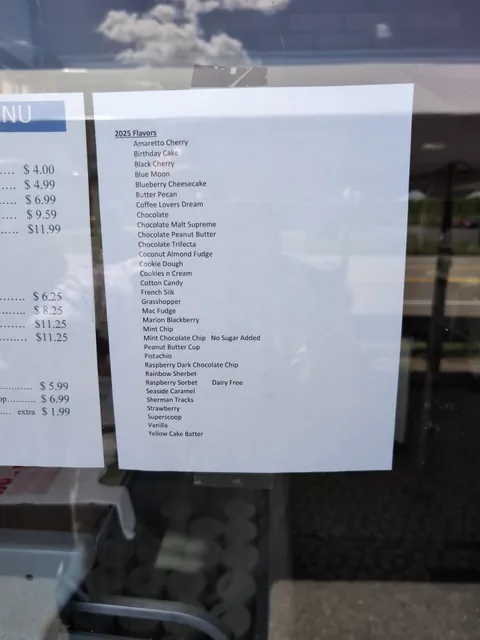 NU
.... $ 4.00
.... $ 4.99
.... $ 6.99
.... $ 9.59
..... $11.99
........ $ 6.25
........ $ 8.25
........ $11.25
........ $11.25
............ $ 5.99
op.......... $ 6.99
.... extra $ 1.99
2025 Flavors
Amaretto Cherry
Birthday Cake
Black Cherry
Blue Moon
Blueberry Cheesecake
Butter Pecan
Coffee Lovers Dream
Chocolate
Chocolate Malt Supreme
Chocolate Peanut Butter
Chocolate Trifecta
Coconut Almond Fudge
Cookie Dough
Cookies n Cream
Cotton Candy
French Silk
Grasshopper
Mac Fudge
Marion Blackberry
Mint Chip
Mint Chocolate Chip No Sugar Added
Peanut Butter Cup
Pistachio
Raspberry Dark Chocolate Chip
Rainbow Sherbet
Raspberry Sorbet Dairy Free
Seaside Caramel
Sherman Tracks
Strawberry
Superscoop
Vanilla
Yellow Cake Batter